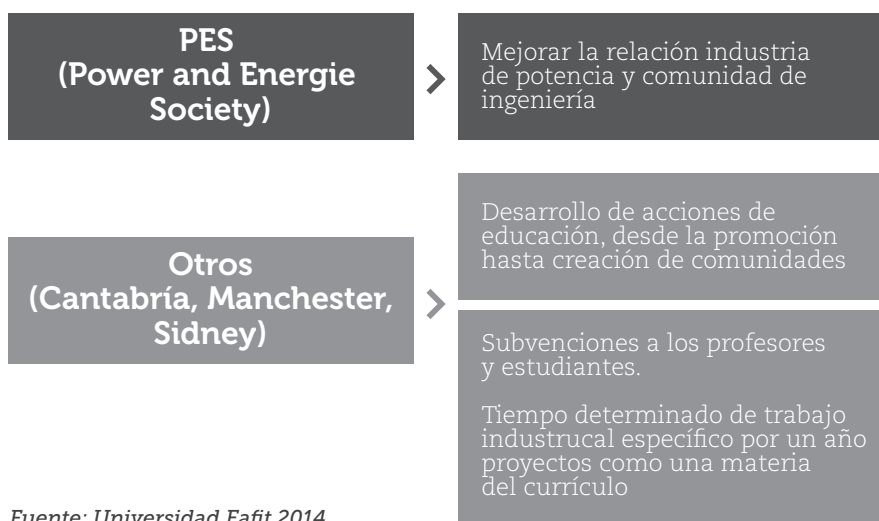 PES
(Power and Energie
Society)
Mejorar la relación industria
de potencia y comunidad de
ingeniería
Otros
(Cantabría, Manchester,
Sidney)
Desarrollo de acciones de
educación, desde la promoción
hasta creación de comunidades
Subvenciones a los profesores
y estudiantes.
Tiempo determinado de trabajo
industrucal específico por un año
proyectos como una materia
del currículo
Fuente: Universidad Eafit 2014